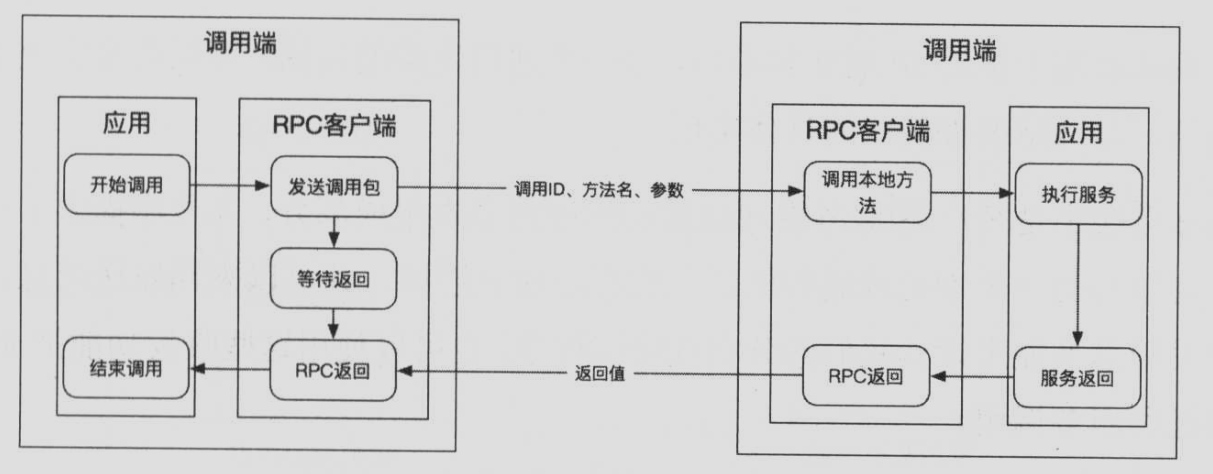 调用端
应用
RPC客户端
开始调用
发送调用包
等待返回
结束调用
RPC返回
调用ID、方法名、参数
返回值
调用端
RPC客户端
应用
调用本地方
法
执行服务
RPC返回
服务返回